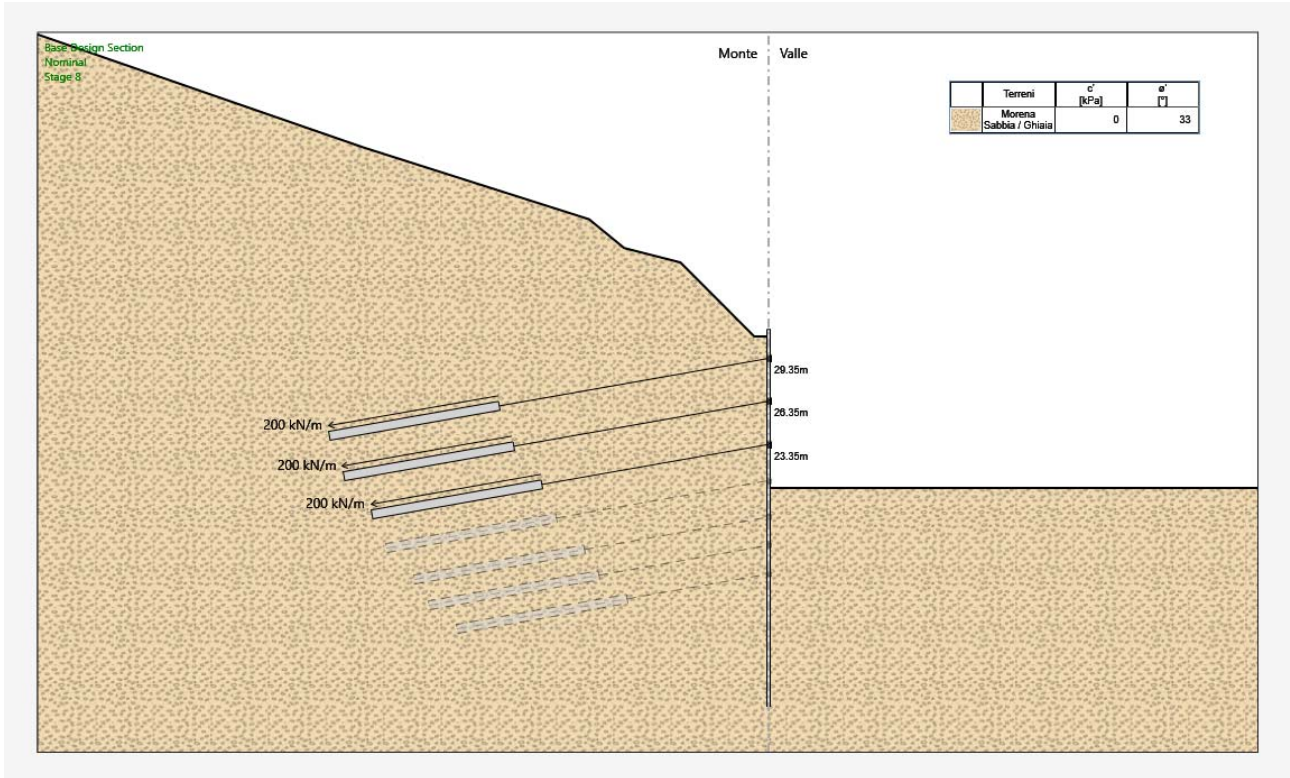 Base Design Section
Nominal
Stage 8
Monte
Valle
Terreni
c'
[kPa]
ø'
[°]
Morena
Sabbia / Ghiaia
0
33
29.35m
26.35m
23.35m
200 kN/m
200 kN/m
200 kN/m